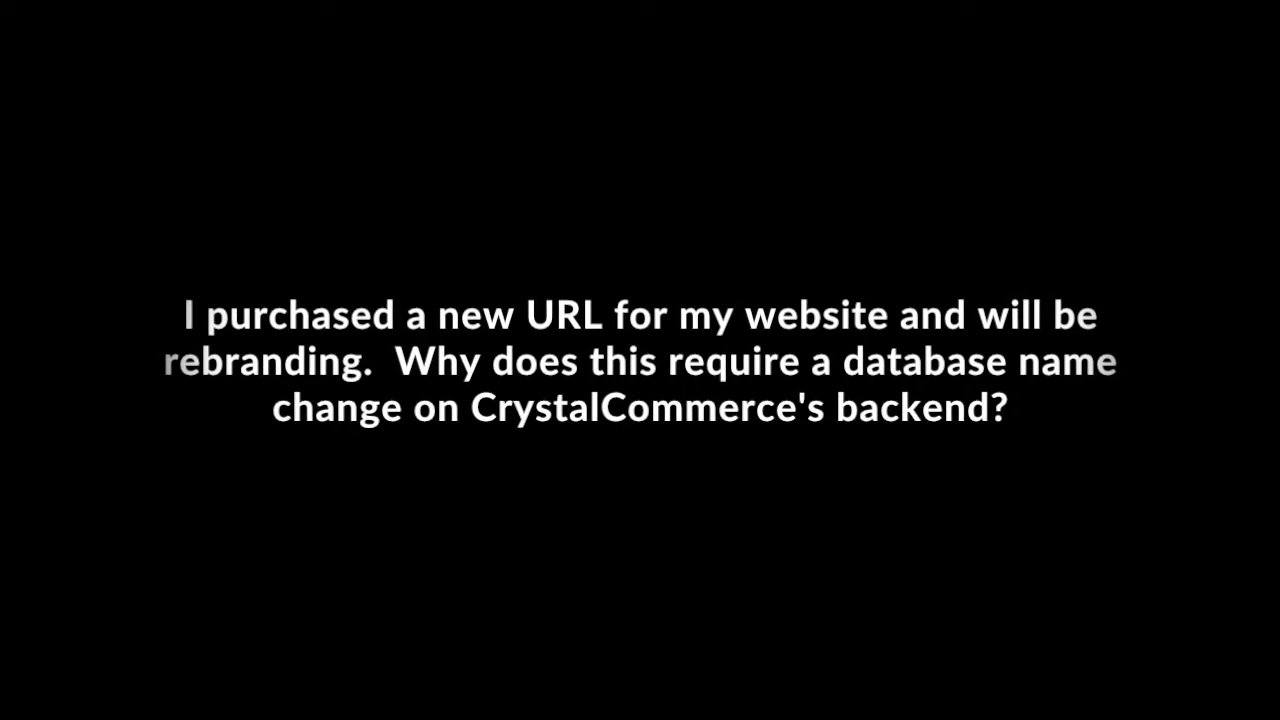 I purchased a new URL for my website and will be
rebranding.  Why does this require a database name
change on CrystalCommerce's backend?